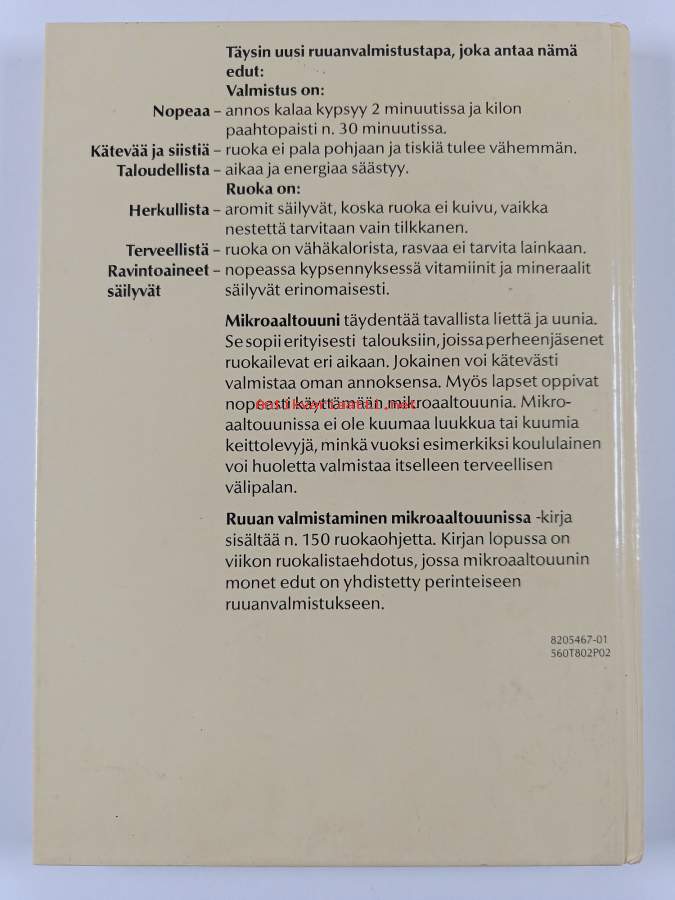 Täysin uusi ruuanvalmistustapa, joka antaa nämä
edut:
Valmistus on:
Nopeaa – annos kalaa kypsyy 2 minuutissa ja kilon
paahtopaisti n. 30 minuutissa.
Kätevää ja siistiä – ruoka ei pala pohjaan ja tiskiä tulee vähemmän.
Taloudellista – aikaa ja energiaa säästyy.
Ruoka on:
Herkullista – aromit säilyvät, koska ruoka ei kuivu, vaikka
nestettä tarvitaan vain tilkkanen.
Terveellistä – ruoka on vähäkalorista, rasvaa ei tarvita lainkaan.
Ravintoaineet – nopeassa kypsennyksessä vitamiinit ja mineraalit
säilyvät säilyvät erinomaisesti.
Mikroaaltouuni täydentää tavallista liettä ja uunia.
Se sopii erityisesti talouksiin, joissa perheenjäsenet
ruokailevat eri aikaan. Jokainen voi kätevästi
valmistaa oman annoksensa. Myös lapset oppivat
nopeasti käyttämään mikroaaltouunia. Mikro-
antikvariaatti.net
aaltouunissa ei ole kuumaa luukkua tai kuumia
keittolevyjä, minkä vuoksi esimerkiksi koululainen
voi huoletta valmistaa itselleen terveellisen
välipalan.
Ruuan valmistaminen mikroaaltouunissa -kirja
sisältää n. 150 ruokaohjetta. Kirjan lopussa on
viikon ruokalistaehdotus, jossa mikroaaltouunin
monet edut on yhdistetty perinteiseen
ruuanvalmistukseen.
8205467-01
560T802P02